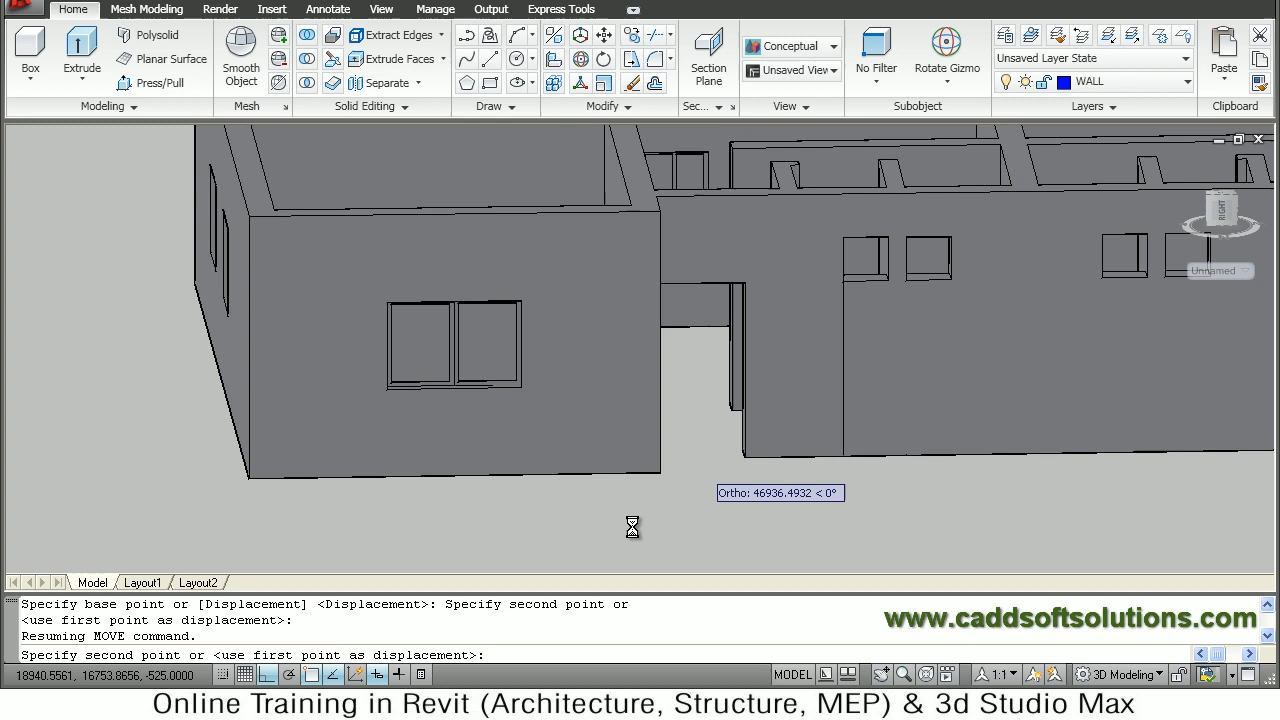 Home Mesh Modeling Render Insert Annotate View Manage Output Express Tools
Box
Extrude
Polysolid
Planar Surface
Press/Pull
Smooth
Object
Extract Edges
Extrude Faces
Separate
Section
Plane
Conceptual
Unsaved View
No Filter
Rotate Gizmo
Unsaved Layer State
WALL
Paste
Modeling Mesh Solid Editing Draw Modify Sec... View Subobject Layers Clipboard
RIGHT
Unnamed
Ortho: 46936.4932 < 0°
Model Layout1 Layout2
Specify base point or [Displacement] <Displacement>: Specify second point or
<use first point as displacement>:
Resuming MOVE command.
Specify second point or <use first point as displacement>:
www.caddsoftsolutions.com
18940.5561, 16753.8656, -525.0000 MODEL 1:1 3D Modeling
Online Training in Revit (Architecture, Structure, MEP) & 3d Studio Max